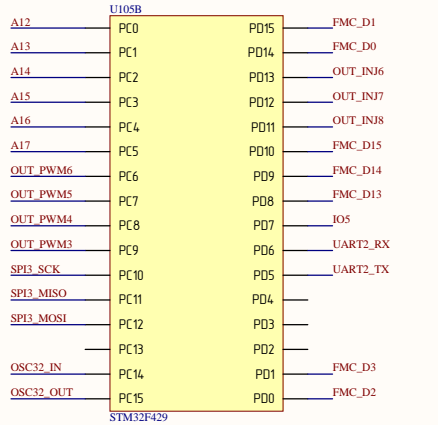 U105B
A12 PC0 PD15 FMC_D1
A13 PC1 PD14 FMC_D0
A14 PC2 PD13 OUT_INJ6
A15 PC3 PD12 OUT_INJ7
A16 PC4 PD11 OUT_INJ8
A17 PC5 PD10 FMC_D15
OUT_PWM6 PC6 PD9 FMC_D14
OUT_PWM5 PC7 PD8 FMC_D13
OUT_PWM4 PC8 PD7 IO5
OUT_PWM3 PC9 PD6 UART2_RX
SPI3_SCK PC10 PD5 UART2_TX
SPI3_MISO PC11 PD4
SPI3_MOSI PC12 PD3
PC13 PD2
OSC32_IN PC14 PD1 FMC_D3
OSC32_OUT PC15 PD0 FMC_D2
STM32F429